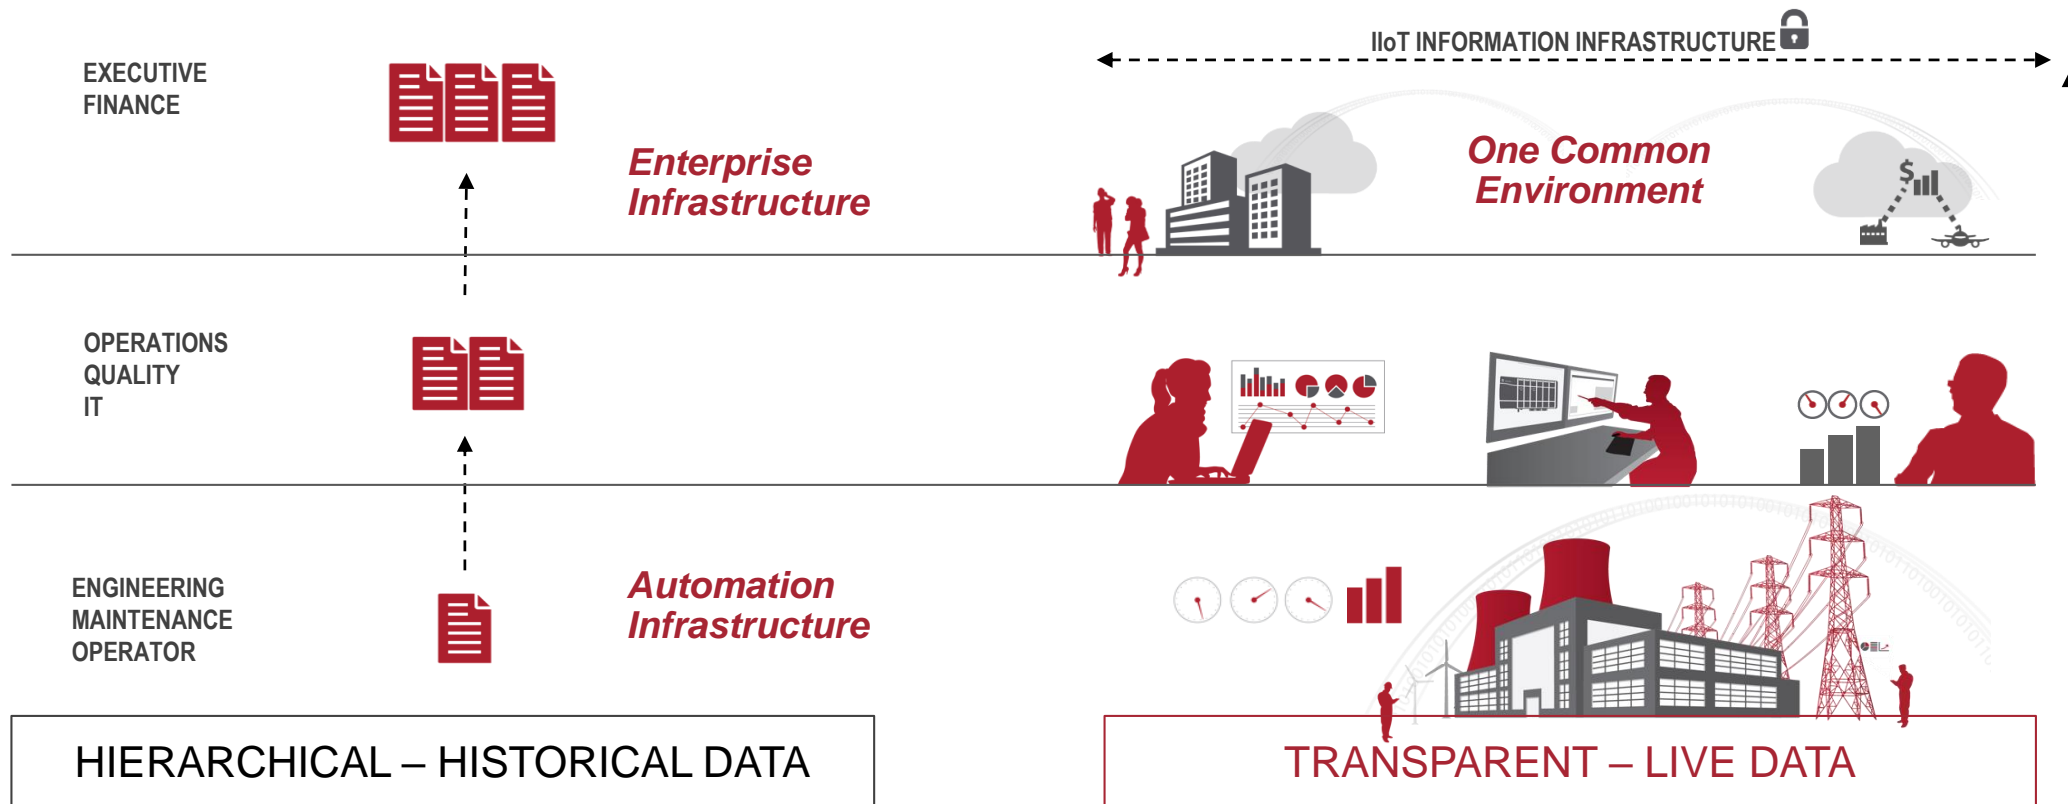 EXECUTIVE
FINANCE
Enterprise
Infrastructure
IIoT INFORMATION INFRASTRUCTURE
One Common
Environment
$
OPERATIONS
QUALITY
IT
ENGINEERING
MAINTENANCE
OPERATOR
Automation
Infrastructure
HIERARCHICAL – HISTORICAL DATA
TRANSPARENT – LIVE DATA